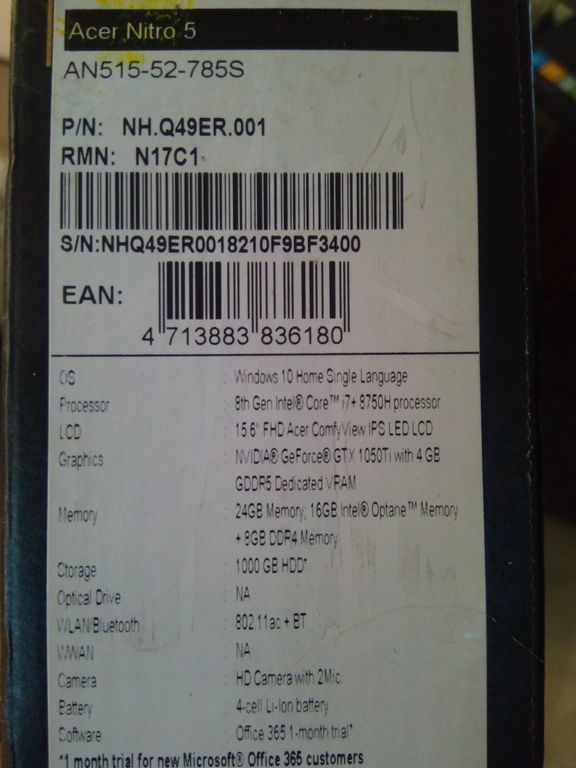 Acer Nitro 5
AN515-52-785S
P/N: NH.Q49ER.001
RMN: N17C1
S/N:NHQ49ER0018210F9BF3400
EAN:
4 713883 836180
OS : Windows 10 Home Single Language
Processor : 8th Gen Intel® Core™ i7+ 8750H processor
LCD : 15.6" FHD Acer ComfyView IPS LED LCD
Graphics : NVIDIA® GeForce® GTX 1050Ti with 4 GB
GDDR5 Dedicated VRAM
Memory : 24GB Memory, 16GB Intel® Optane™ Memory
+ 8GB DDR4 Memory
Storage : 1000 GB HDD*
Optical Drive : NA
WLAN/Bluetooth : 802.11ac + BT
WWAN : NA
Camera : HD Camera with 2Mic.
Battery : 4-cell Li-Ion battery
Software : Office 365 1-month trial*
*1 month trial for new Microsoft® Office 365 customers